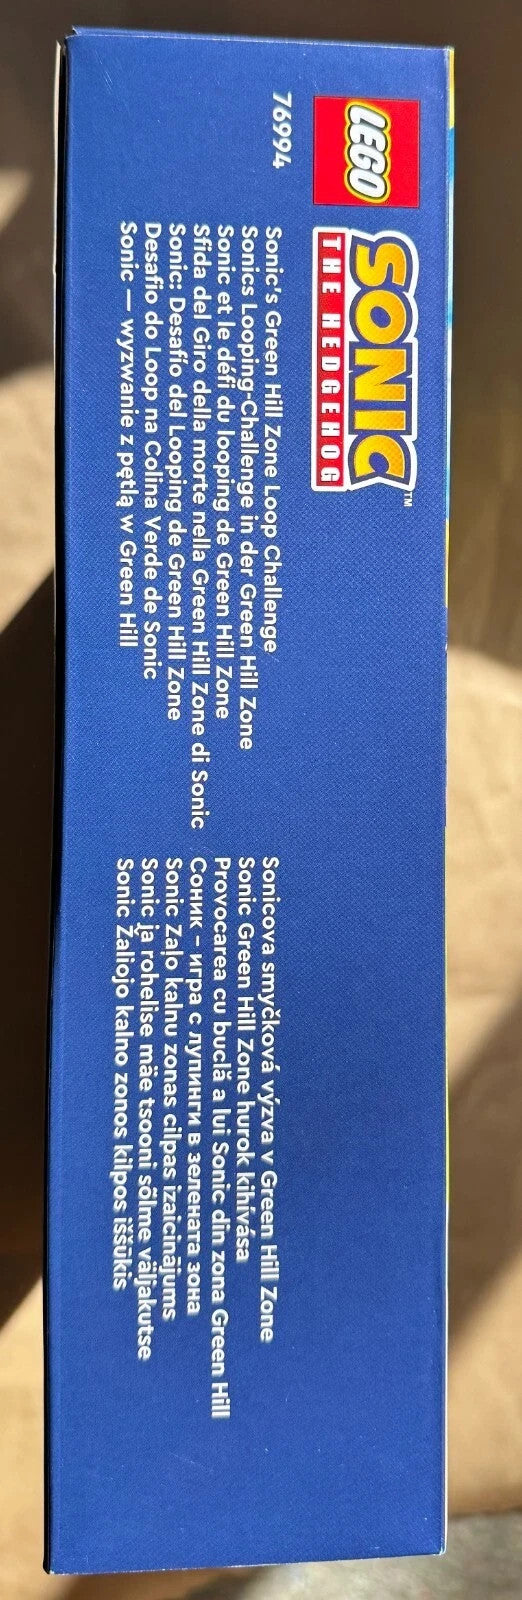 LEGO
SONIC™
THE HEDGEHOG
76994
Sonic's Green Hill Zone Loop Challenge
Sonics Looping-Challenge in der Green Hill Zone
Sonic et le défi du looping de Green Hill Zone
Sfida del Giro della morte nella Green Hill Zone di Sonic
Sonic: Desafío del Looping de Green Hill Zone
Desafio do Loop na Colina Verde de Sonic
Sonic — wyzwanie z pętlą w Green Hill
Sonicova smyčková výzva v Green Hill Zone
Sonic Green Hill Zone hurok kihívása
Provocarea cu buclă a lui Sonic din zona Green Hill
Соник – игра с лупинги в зелената зона
Sonic Zaļo kalnu zonas cilpas izaicinājums
Sonic ja rohelise mäe tsooni sõlme väljakutse
Sonic Žaliojo kalno zonos kilpos iššūkis